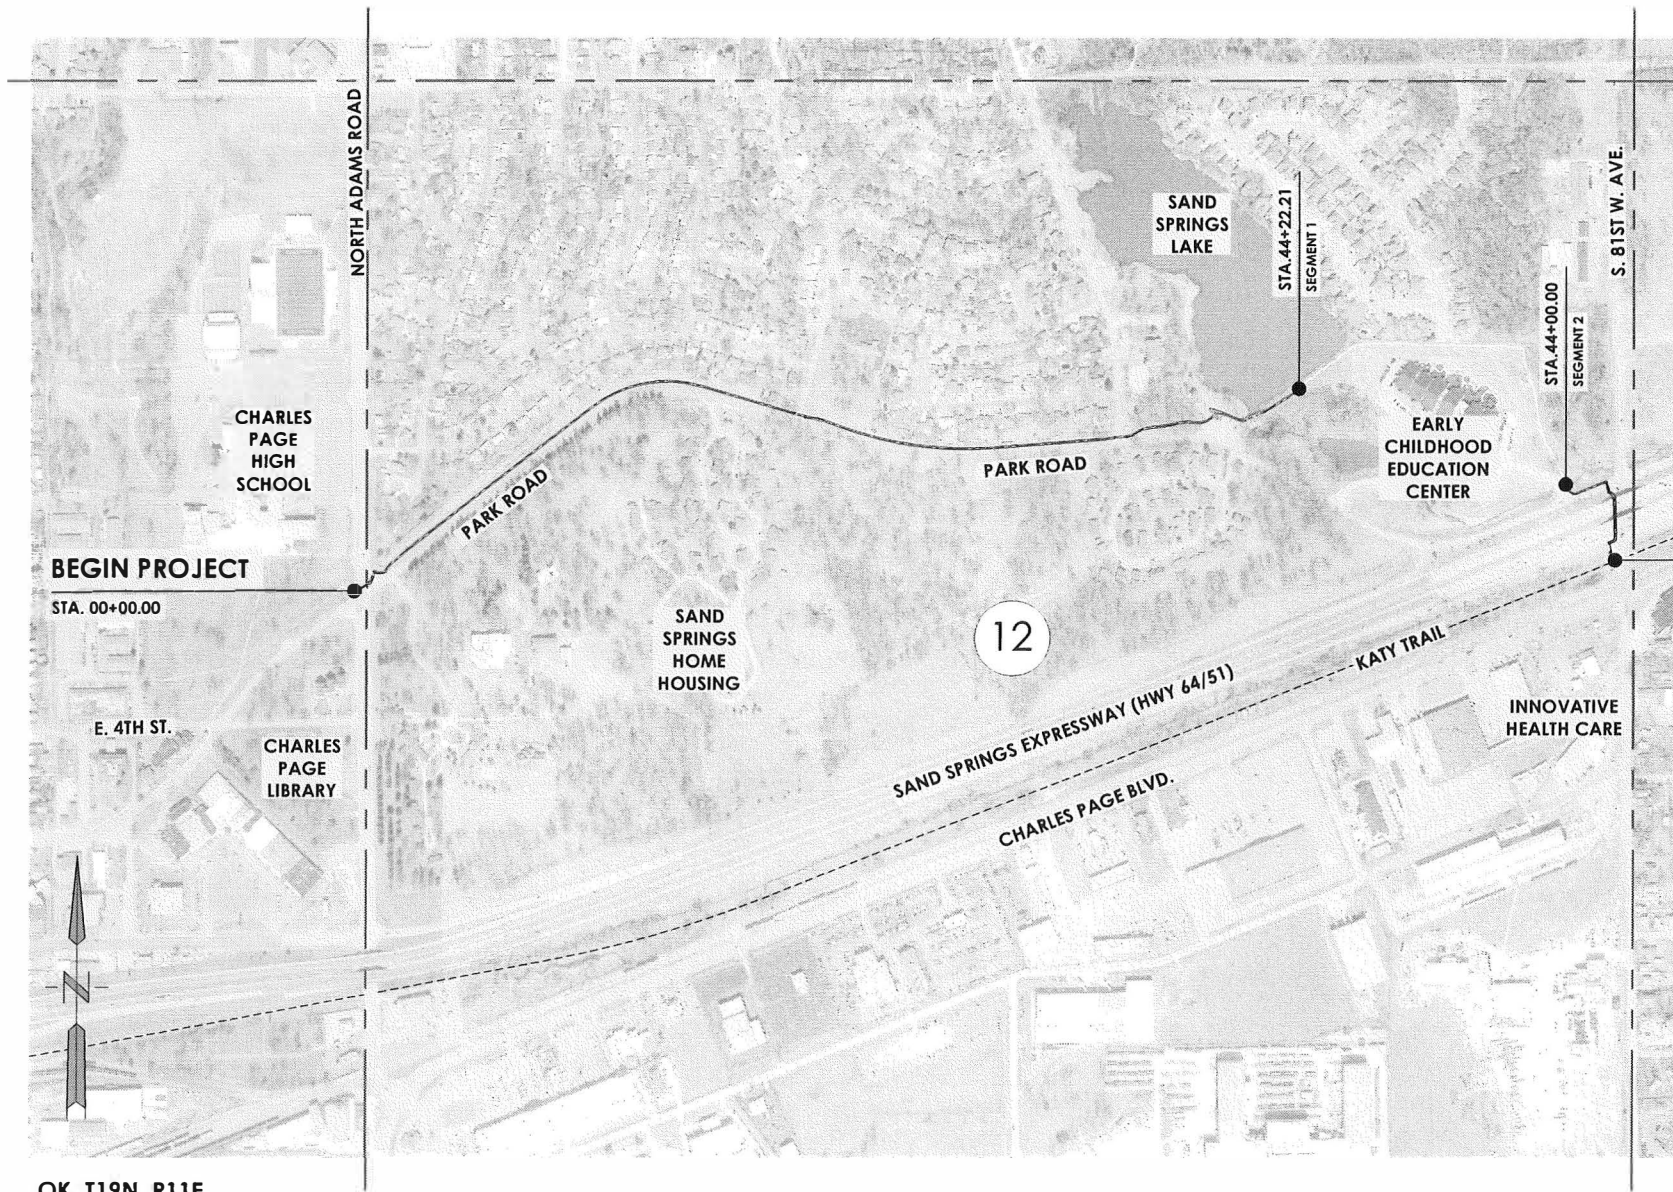 NORTH ADAMS ROAD
S. 81ST W. AVE.
SAND
SPRINGS
LAKE
STA.44+22.21
SEGMENT 1
STA.44+00.00
SEGMENT 2
CHARLES
PAGE
HIGH
SCHOOL
EARLY
CHILDHOOD
EDUCATION
CENTER
PARK ROAD
PARK ROAD
BEGIN PROJECT
STA. 00+00.00
SAND
SPRINGS
HOME
HOUSING
12
KATY TRAIL
SAND SPRINGS EXPRESSWAY (HWY 64/51)
INNOVATIVE
HEALTH CARE
E. 4TH ST.
CHARLES
PAGE
LIBRARY
CHARLES PAGE BLVD.
N
OK T19N R11E